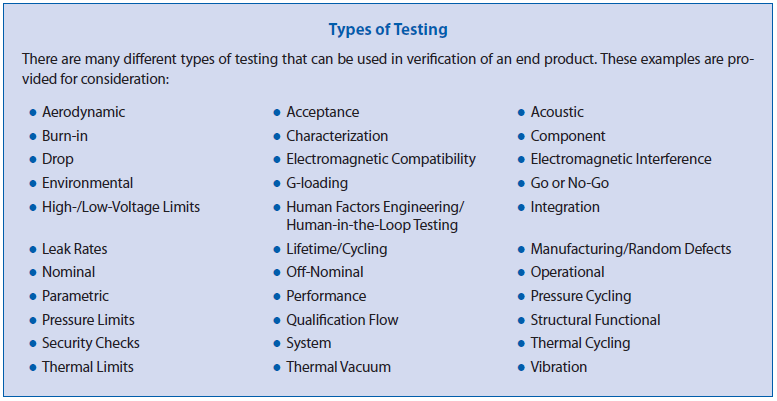 Types of Testing
There are many different types of testing that can be used in verification of an end product. These examples are pro-
vided for consideration:
• Aerodynamic
• Acceptance
• Acoustic
• Burn-in
• Characterization
• Component
• Drop
• Electromagnetic Compatibility
• Electromagnetic Interference
• Environmental
• G-loading
• Go or No-Go
• High-/Low-Voltage Limits
• Human Factors Engineering/
Human-in-the-Loop Testing
• Integration
• Leak Rates
• Lifetime/Cycling
• Manufacturing/Random Defects
• Nominal
• Off-Nominal
• Operational
• Parametric
• Performance
• Pressure Cycling
• Pressure Limits
• Qualification Flow
• Structural Functional
• Security Checks
• System
• Thermal Cycling
• Thermal Limits
• Thermal Vacuum
• Vibration